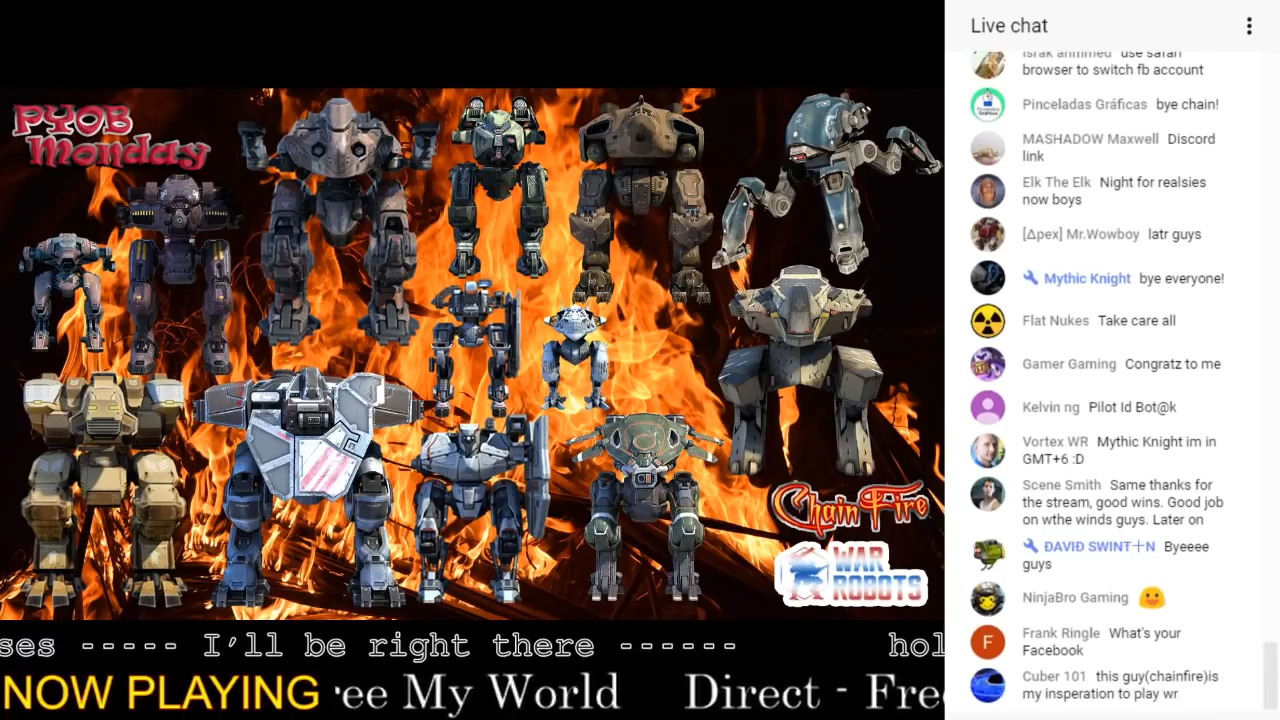 PYOB
Monday
Chain Fire
WAR
ROBOTS
ses ----- I'll be right there ------ hol
NOW PLAYING ee My World Direct - Free
Live chat
israk ahmmed use safari
browser to switch fb account
Pinceladas Gráficas bye chain!
MASHADOW Maxwell Discord
link
Elk The Elk Night for realsies
now boys
[Δpex] Mr.Wowboy latr guys
Mythic Knight bye everyone!
Flat Nukes Take care all
Gamer Gaming Congratz to me
Kelvin ng Pilot Id Bot@k
Vortex WR Mythic Knight im in
GMT+6 :D
Scene Smith Same thanks for
the stream, good wins. Good job
on wthe winds guys. Later on
ĐAVIĐ SWINT┼N Byeeee
guys
NinjaBro Gaming
F
Frank Ringle What's your
Facebook
Cuber 101 this guy(chainfire)is
my insperation to play wr